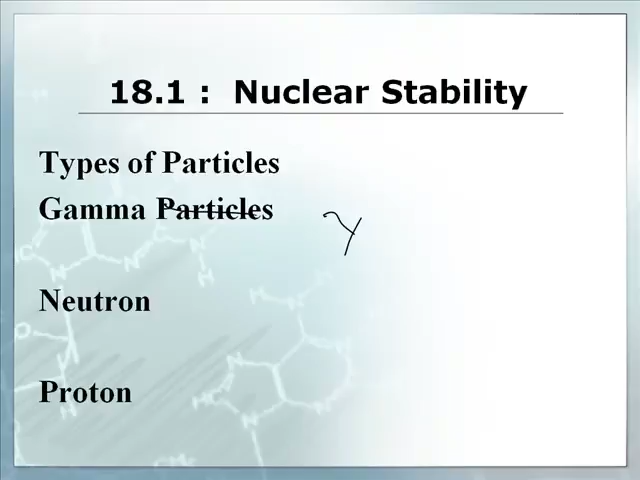 18.1 : Nuclear Stability
Types of Particles
Gamma Particles
γ
Neutron
Proton